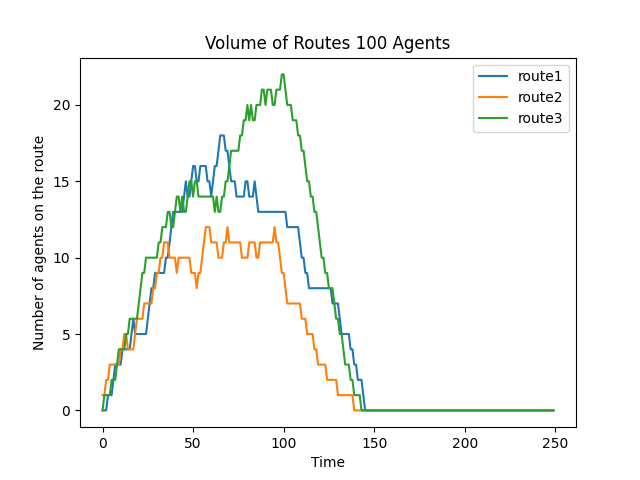 Volume of Routes 100 Agents
route1
route2
route3
Number of agents on the route
20
15
10
5
0
0 50 100 150 200 250
Time